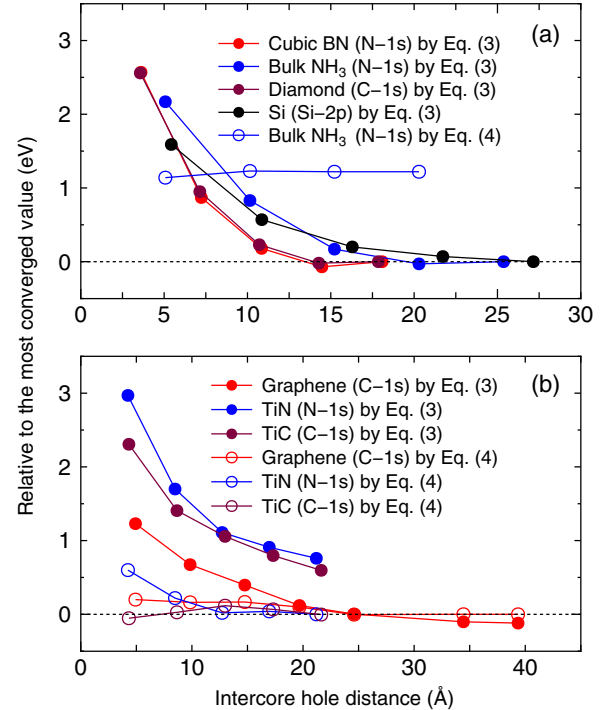 (a)
Cubic BN (N−1s) by Eq. (3)
Bulk NH3 (N−1s) by Eq. (3)
Diamond (C−1s) by Eq. (3)
Si (Si−2p) by Eq. (3)
Bulk NH3 (N−1s) by Eq. (4)
3
2
1
0
0 5 10 15 20 25 30
Relative to the most converged value (eV)
(b)
Graphene (C−1s) by Eq. (3)
TiN (N−1s) by Eq. (3)
TiC (C−1s) by Eq. (3)
Graphene (C−1s) by Eq. (4)
TiN (N−1s) by Eq. (4)
TiC (C−1s) by Eq. (4)
3
2
1
0
0 10 20 30 40
Intercore hole distance (Å)